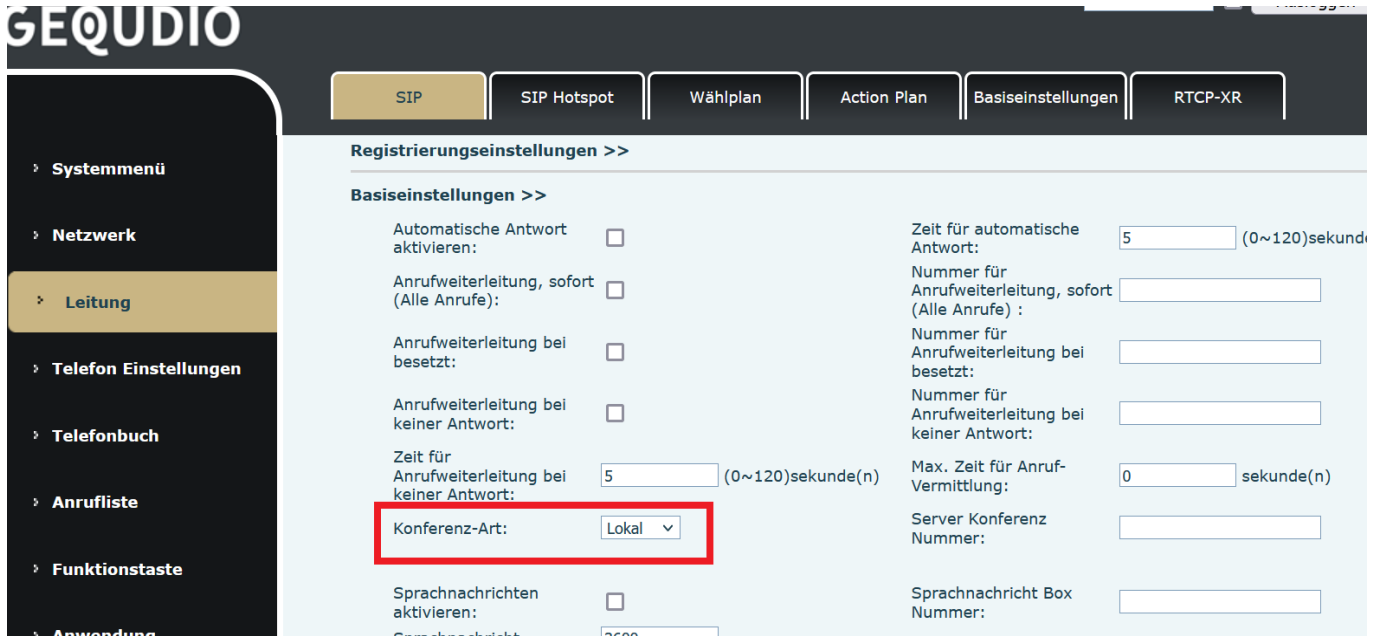 GEQUDIO
SIP
SIP Hotspot
Wählplan
Action Plan
Basiseinstellungen
RTCP-XR
Systemmenü
Netzwerk
Leitung
Telefon Einstellungen
Telefonbuch
Anrufliste
Funktionstaste
Anwendung
Registrierungseinstellungen >>
Basiseinstellungen >>
Automatische Antwort
aktivieren:
Zeit für automatische
Antwort:
5 (0~120)sekunde
Anrufweiterleitung, sofort
(Alle Anrufe):
Nummer für
Anrufweiterleitung, sofort
(Alle Anrufe) :
Anrufweiterleitung bei
besetzt:
Nummer für
Anrufweiterleitung bei
besetzt:
Anrufweiterleitung bei
keiner Antwort:
Nummer für
Anrufweiterleitung bei
keiner Antwort:
Zeit für
Anrufweiterleitung bei
keiner Antwort:
5 (0~120)sekunde(n)
Max. Zeit für Anruf-
Vermittlung:
0 sekunde(n)
Konferenz-Art: Lokal
Server Konferenz
Nummer:
Sprachnachrichten
aktivieren:
Sprachnachricht Box
Nummer:
Sprachnachricht